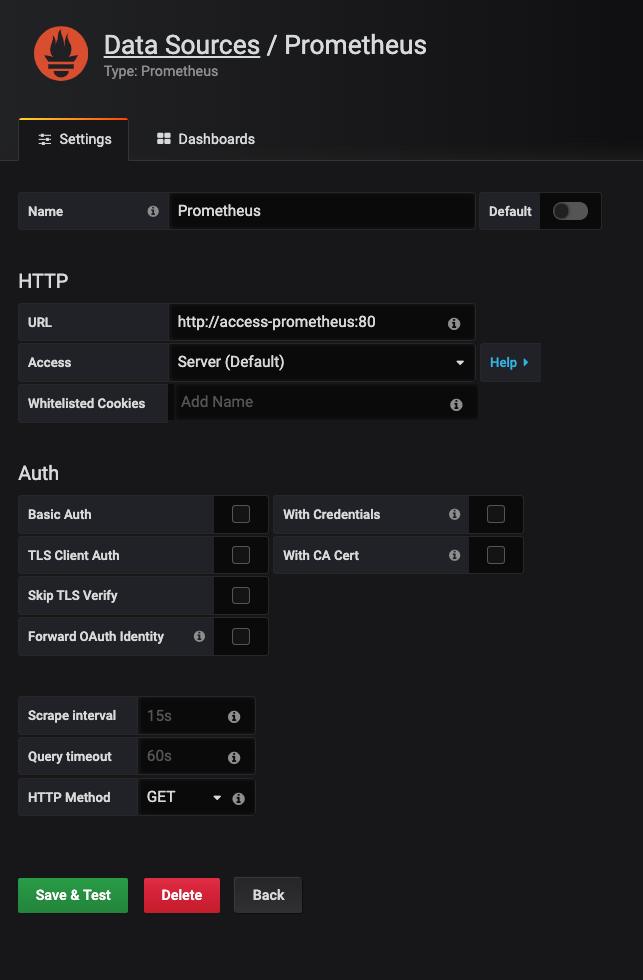 Data Sources / Prometheus
Type: Prometheus
Settings Dashboards
Name Prometheus Default
HTTP
URL http://access-prometheus:80
Access Server (Default) Help
Whitelisted Cookies Add Name
Auth
Basic Auth With Credentials
TLS Client Auth With CA Cert
Skip TLS Verify
Forward OAuth Identity
Scrape interval 15s
Query timeout 60s
HTTP Method GET
Save & Test Delete Back